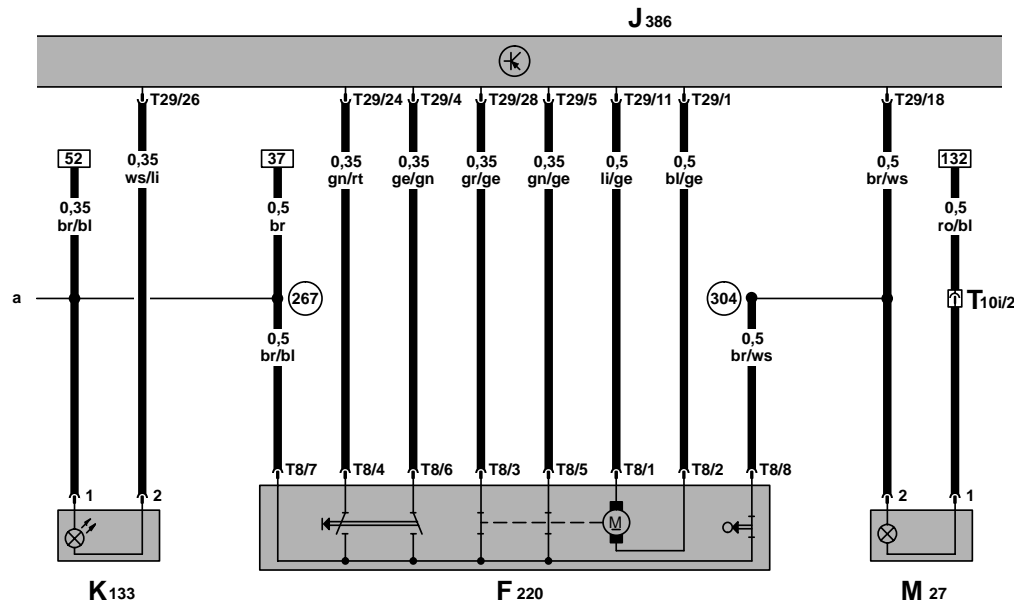 J 386
T29/26 T29/24 T29/4 T29/28 T29/5 T29/11 T29/1 T29/18
52 0,35 37 0,35 0,35 0,35 0,35 0,5 0,5 0,5 132
ws/li gn/rt ge/gn gr/ge gn/ge li/ge bl/ge br/ws
0,35 0,5 0,5
br/bl br ro/bl
a 267 304 T10i/2
0,5 0,5
br/bl br/ws
T8/7 T8/4 T8/6 T8/3 T8/5 T8/1 T8/2 T8/8
1 2 2 1
M
K 133 F 220 M 27